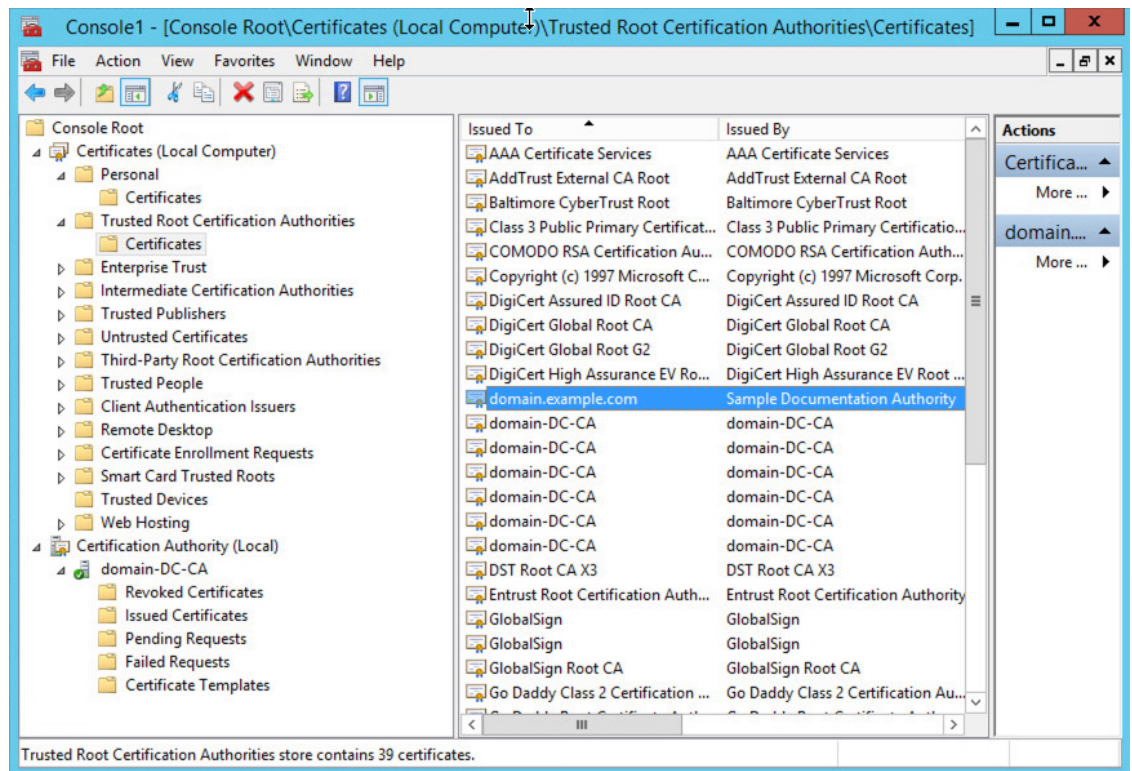 Console1 - [Console Root\Certificates (Local Computer)\Trusted Root Certification Authorities\Certificates]
File Action View Favorites Window Help
Console Root
Certificates (Local Computer)
Personal
Certificates
Trusted Root Certification Authorities
Certificates
Enterprise Trust
Intermediate Certification Authorities
Trusted Publishers
Untrusted Certificates
Third-Party Root Certification Authorities
Trusted People
Client Authentication Issuers
Remote Desktop
Certificate Enrollment Requests
Smart Card Trusted Roots
Trusted Devices
Web Hosting
Certification Authority (Local)
domain-DC-CA
Revoked Certificates
Issued Certificates
Pending Requests
Failed Requests
Certificate Templates
Issued To Issued By
AAA Certificate Services AAA Certificate Services
AddTrust External CA Root AddTrust External CA Root
Baltimore CyberTrust Root Baltimore CyberTrust Root
Class 3 Public Primary Certificat... Class 3 Public Primary Certificatio...
COMODO RSA Certification Au... COMODO RSA Certification Auth...
Copyright (c) 1997 Microsoft C... Copyright (c) 1997 Microsoft Corp.
DigiCert Assured ID Root CA DigiCert Assured ID Root CA
DigiCert Global Root CA DigiCert Global Root CA
DigiCert Global Root G2 DigiCert Global Root G2
DigiCert High Assurance EV Ro... DigiCert High Assurance EV Root ...
domain.example.com Sample Documentation Authority
domain-DC-CA domain-DC-CA
domain-DC-CA domain-DC-CA
domain-DC-CA domain-DC-CA
domain-DC-CA domain-DC-CA
domain-DC-CA domain-DC-CA
domain-DC-CA domain-DC-CA
DST Root CA X3 DST Root CA X3
Entrust Root Certification Auth... Entrust Root Certification Authority
GlobalSign GlobalSign
GlobalSign GlobalSign
GlobalSign Root CA GlobalSign Root CA
Go Daddy Class 2 Certification ... Go Daddy Class 2 Certification Au...
Actions
Certifica...
More ...
domain....
More ...
Trusted Root Certification Authorities store contains 39 certificates.